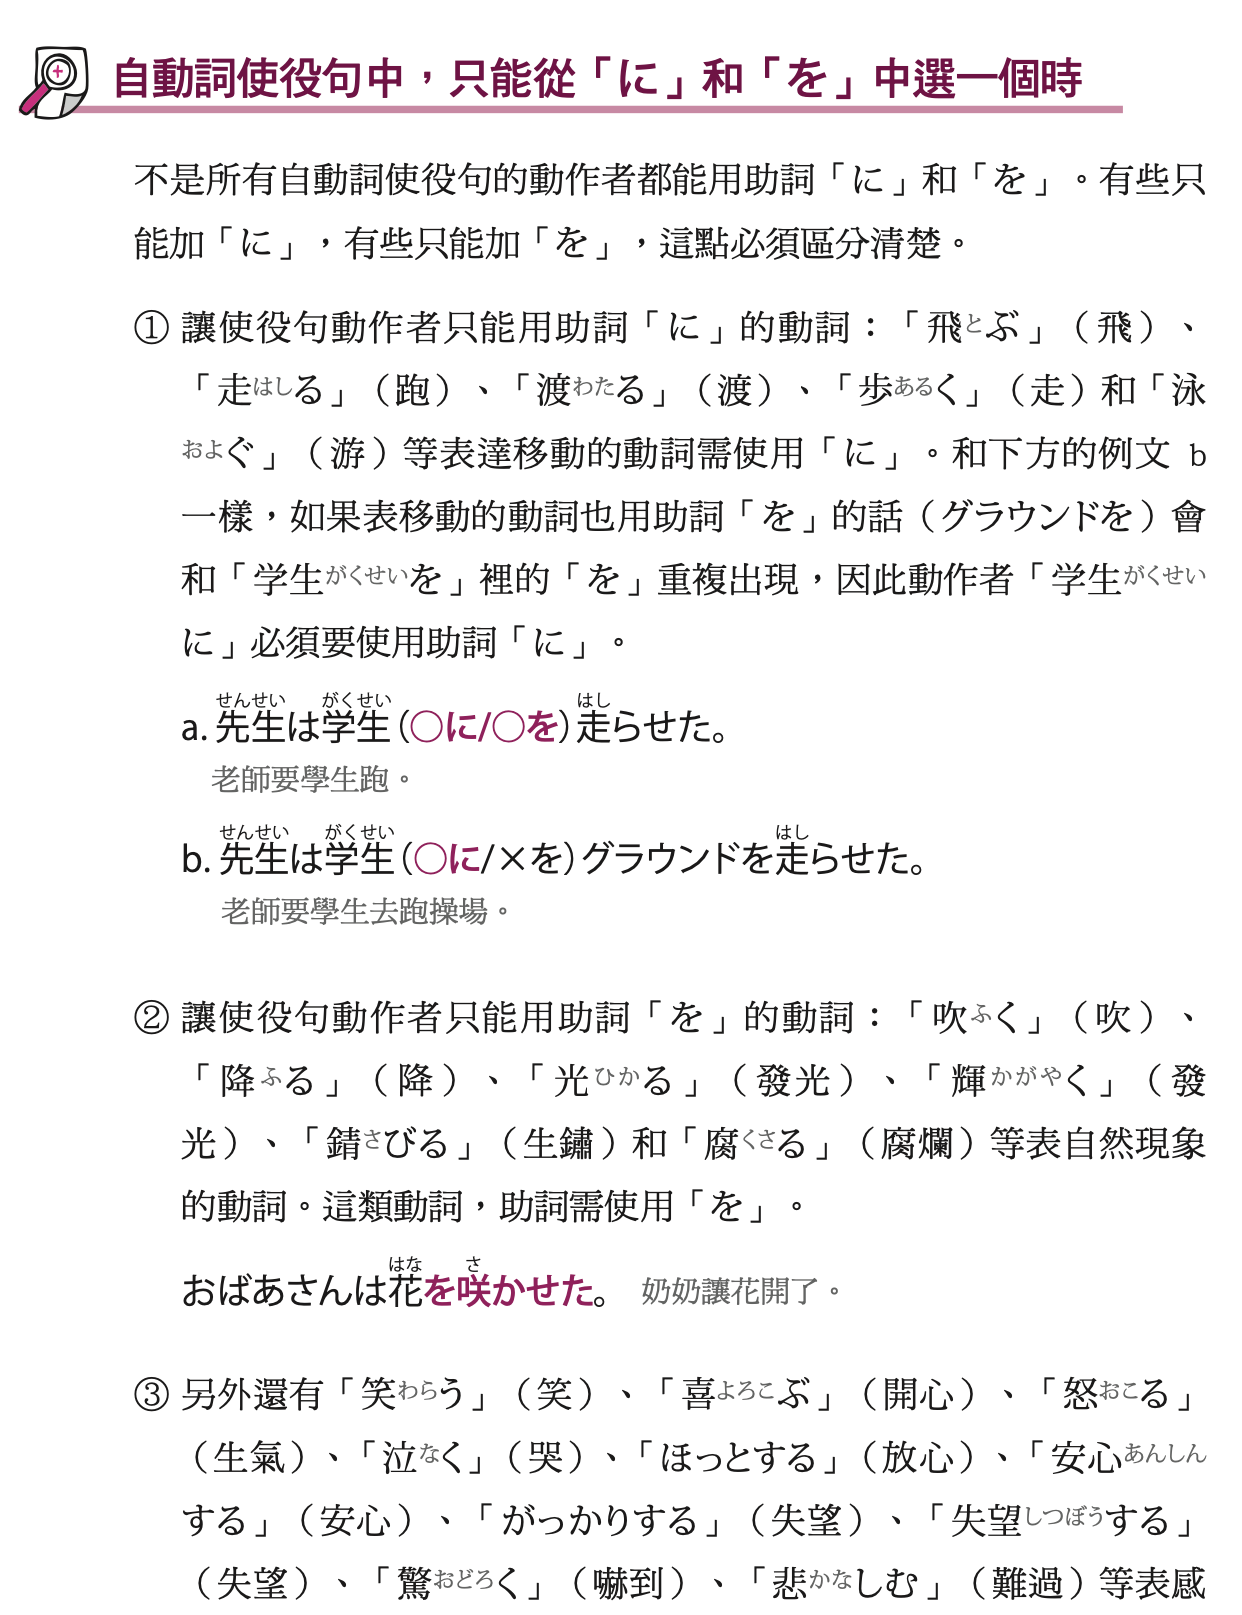 自動詞使役句中，只能從「に」和「を」中選一個時
不是所有自動詞使役句的動作者都能用助詞「に」和「を」。有些只
能加「に」，有些只能加「を」，這點必須區分清楚。
① 讓使役句動作者只能用助詞「に」的動詞：「飛とぶ」（飛）、
「走はしる」（跑）、「渡わたる」（渡）、「歩あるく」（走）和「泳
およぐ」（游）等表達移動的動詞需使用「に」。和下方的例文 b
一樣，如果表移動的動詞也用助詞「を」的話（グラウンドを）會
和「学生がくせいを」裡的「を」重複出現，因此動作者「学生がくせい
に」必須要使用助詞「に」。
せんせい がくせい はし
a. 先生は学生（○に/○を）走らせた。
老師要學生跑。
せんせい がくせい はし
b. 先生は学生（○に/×を）グラウンドを走らせた。
老師要學生去跑操場。
② 讓使役句動作者只能用助詞「を」的動詞：「吹ふく」（吹）、
「降ふる」（降）、「光ひかる」（發光）、「輝かがやく」（發
光）、「錆さびる」（生鏽）和「腐くさる」（腐爛）等表自然現象
的動詞。這類動詞，助詞需使用「を」。
はな さ
おばあさんは花を咲かせた。 奶奶讓花開了。
③ 另外還有「笑わらう」（笑）、「喜よろこぶ」（開心）、「怒おこる」
（生氣）、「泣なく」（哭）、「ほっとする」（放心）、「安心あんしん
する」（安心）、「がっかりする」（失望）、「失望しつぼうする」
（失望）、「驚おどろく」（嚇到）、「悲かなしむ」（難過）等表感